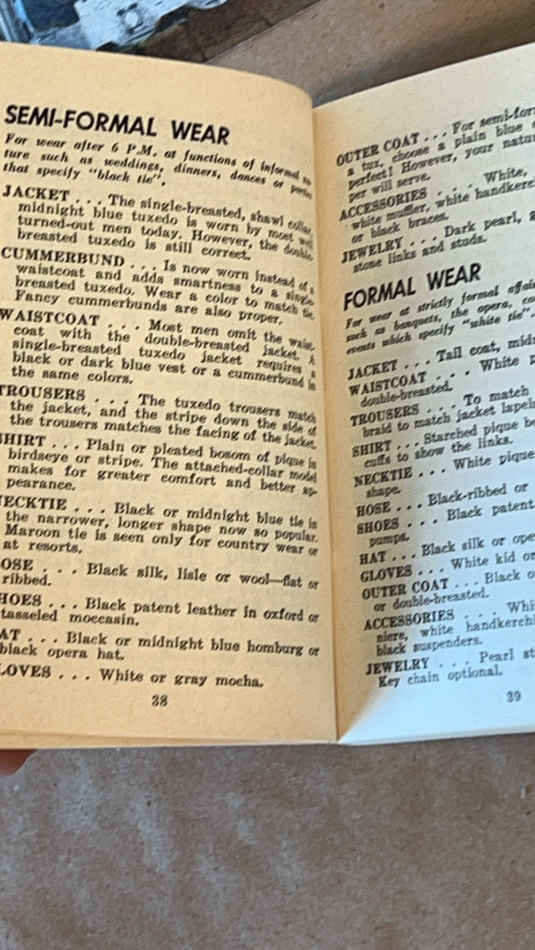 SEMI-FORMAL WEAR
For wear after 6 P.M. at functions of informal
ture such as weddings, dinners, dances or parties
that specify "black tie".
JACKET . . . The single-breasted, shawl collar,
midnight blue tuxedo is worn by most well
turned-out men today. However, the double-
breasted tuxedo is still correct.
CUMMERBUND . . . Is now worn instead of a
waistcoat and adds smartness to a single-
breasted tuxedo. Wear a color to match tie.
Fancy cummerbunds are also proper.
WAISTCOAT . . . Most men omit the waist-
coat with the double-breasted jacket. A
single-breasted tuxedo jacket requires a
black or dark blue vest or a cummerbund in
the same colors.
TROUSERS . . . The tuxedo trousers match
the jacket, and the stripe down the side of
the trousers matches the facing of the jacket.
SHIRT . . . Plain or pleated bosom of pique in
birdseye or stripe. The attached-collar model
makes for greater comfort and better ap-
pearance.
NECKTIE . . . Black or midnight blue tie in
the narrower, longer shape now so popular.
Maroon tie is seen only for country wear or
at resorts.
OSE . . . Black silk, lisle or wool—flat or
ribbed.
HOES . . . Black patent leather in oxford or
tasseled moccasin.
AT . . . Black or midnight blue homburg or
black opera hat.
LOVES . . . White or gray mocha.
38
OUTER COAT . . . For semi-for
a tux, choose a plain blue
perfect! However, your natu
per will serve.
ACCESSORIES . . . . White,
white muffler, white handkerc
or black braces.
JEWELRY . . . Dark pearl,
stone links and studs.
FORMAL WEAR
For wear at strictly formal affai
such as banquets, the opera, co
events which specify "white tie".
JACKET . . . Tail coat, mid
WAISTCOAT . . . . White p
double-breasted.
TROUSERS . . . To match
braid to match jacket lapel
SHIRT . . . Starched pique b
cuffs to show the links.
NECKTIE . . . White pique
shape.
HOSE . . . Black-ribbed or
SHOES . . . Black patent
pumps.
HAT . . . Black silk or ope
GLOVES . . . White kid or
OUTER COAT . . . Black o
or double-breasted.
ACCESSORIES . . . . Whi
niere, white handkerchi
black suspenders.
JEWELRY . . . Pearl st
Key chain optional.
39